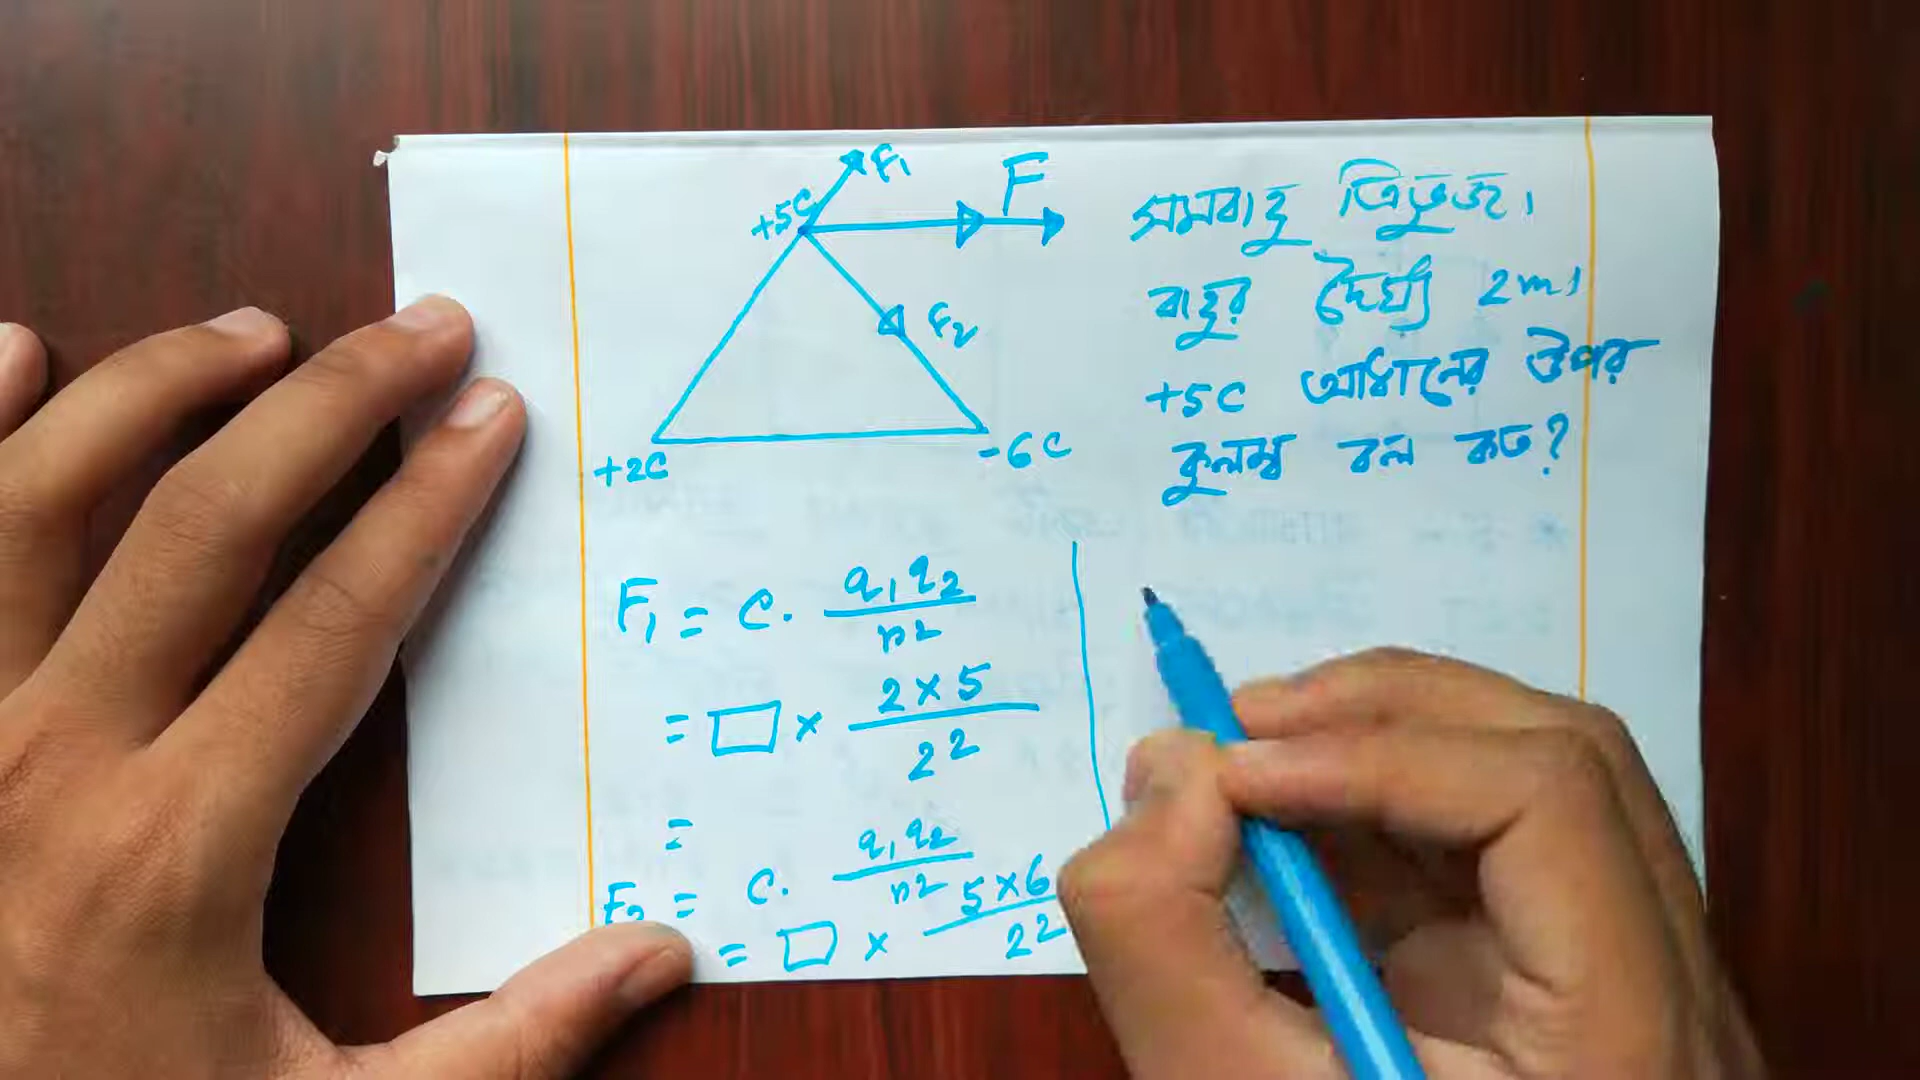 F₁
F
+5C
F₂
+2C
-6C
সমবাহু ত্রিভুজ।
বাহুর দৈর্ঘ্য 2m।
+5C আধানের উপর
কুলম্ব বল কত?
F₁ = C. q₁q₂/r²
= □ × 2×5/2²
=
F₂ = C. q₁q₂/r²
= □ × 5×6/2²